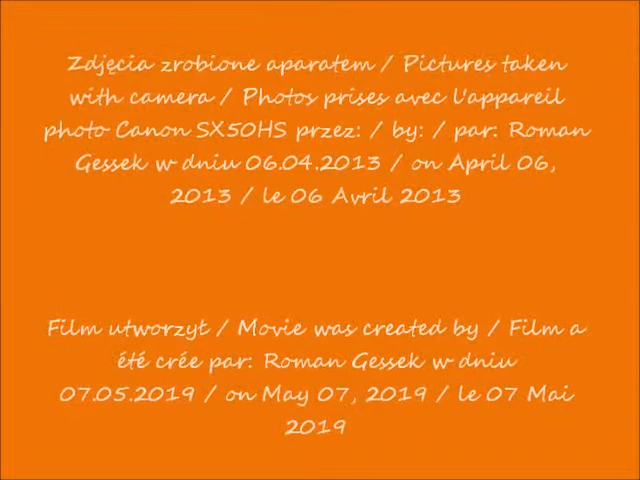 Zdjęcia zrobione aparatem / Pictures taken
with camera / Photos prises avec l'appareil
photo Canon SX50HS przez: / by: / par: Roman
Gessek w dniu 06.04.2013 / on April 06,
2013 / le 06 Avril 2013
Film utworzył / Movie was created by / Film a
été crée par: Roman Gessek w dniu
07.05.2019 / on May 07, 2019 / le 07 Mai
2019